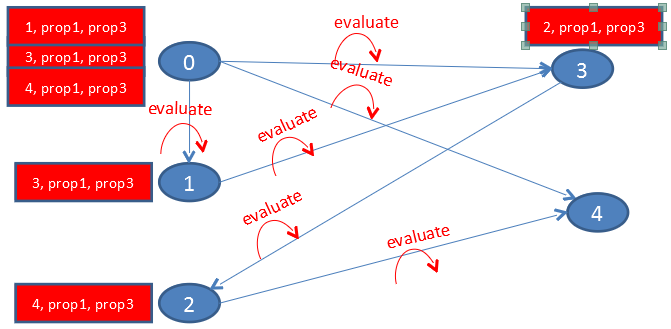 1, prop1, prop3
3, prop1, prop3
4, prop1, prop3
0
evaluate
2, prop1, prop3
3
evaluate
evaluate
evaluate
3, prop1, prop3
1
evaluate
4
evaluate
4, prop1, prop3
2